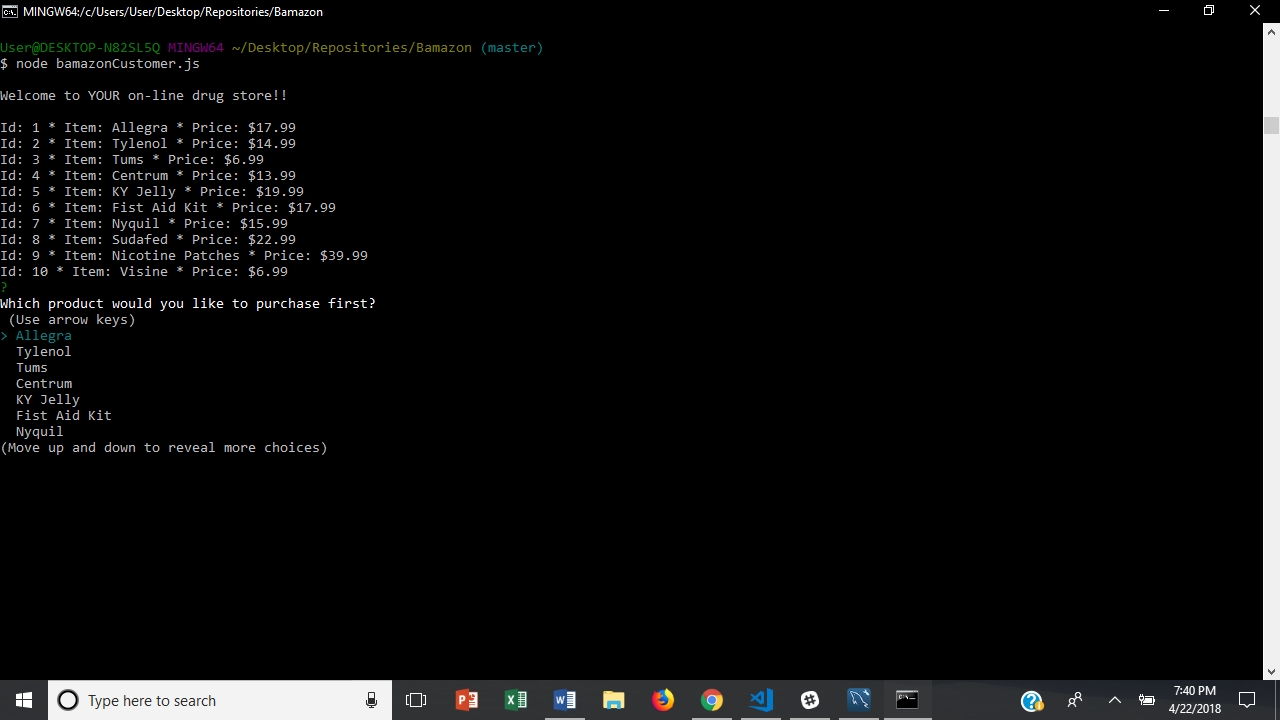 MINGW64:/c/Users/User/Desktop/Repositories/Bamazon
User@DESKTOP-N82SL5Q MINGW64 ~/Desktop/Repositories/Bamazon (master)
$ node bamazonCustomer.js
Welcome to YOUR on-line drug store!!
Id: 1 * Item: Allegra * Price: $17.99
Id: 2 * Item: Tylenol * Price: $14.99
Id: 3 * Item: Tums * Price: $6.99
Id: 4 * Item: Centrum * Price: $13.99
Id: 5 * Item: KY Jelly * Price: $19.99
Id: 6 * Item: Fist Aid Kit * Price: $17.99
Id: 7 * Item: Nyquil * Price: $15.99
Id: 8 * Item: Sudafed * Price: $22.99
Id: 9 * Item: Nicotine Patches * Price: $39.99
Id: 10 * Item: Visine * Price: $6.99
?
Which product would you like to purchase first?
(Use arrow keys)
> Allegra
Tylenol
Tums
Centrum
KY Jelly
Fist Aid Kit
Nyquil
(Move up and down to reveal more choices)
Type here to search
7:40 PM
4/22/2018